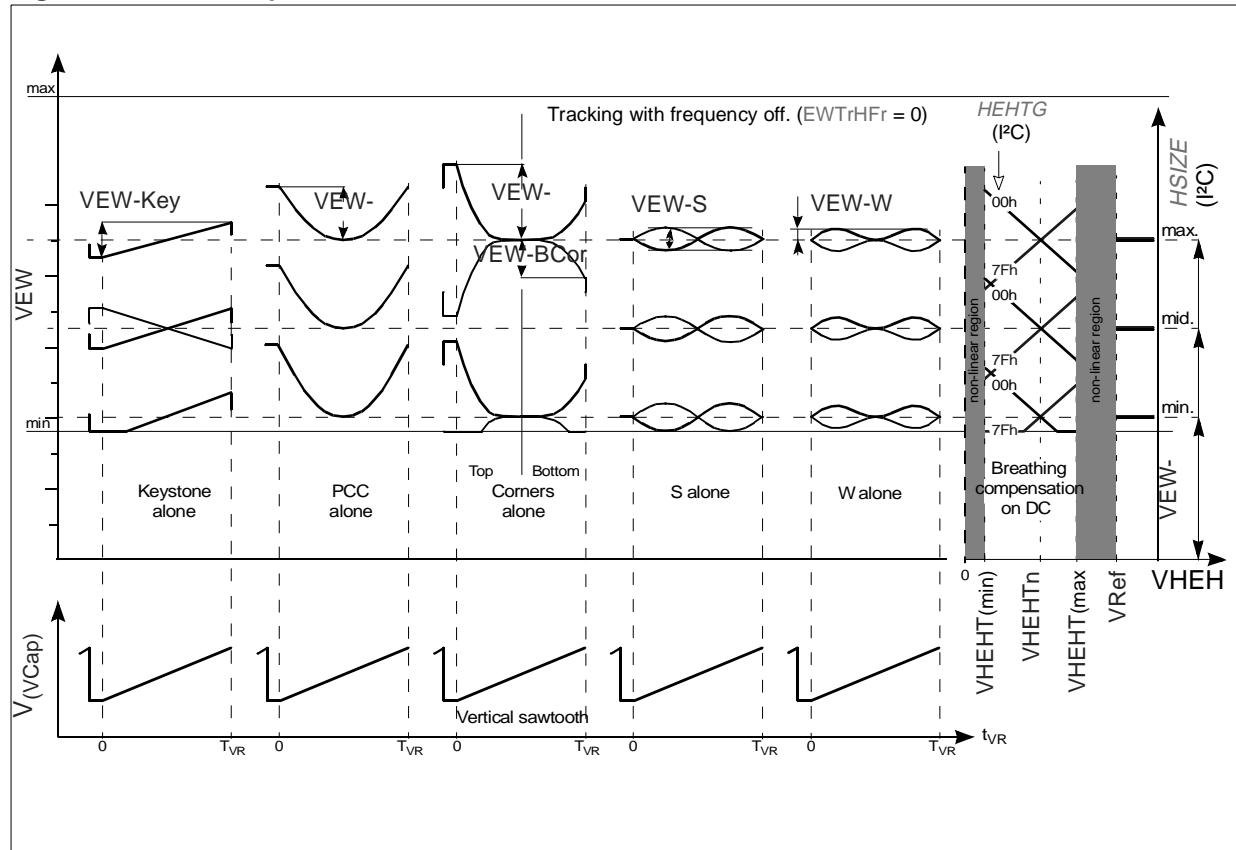 max
Tracking with frequency off. (EWTrHFr = 0)
HEHTG
(I²C)
HSIZE
(I²C)
VEW-Key
VEW-
VEW-
VEW-BCor
VEW-S
VEW-W
00h
max.
VEW
7Fh
00h
mid.
non-linear region
non-linear region
7Fh
00h
min.
min
7Fh
Top
Bottom
Keystone
alone
PCC
alone
Corners
alone
S alone
W alone
Breathing
compensation
on DC
VEW-
0
VHEH
VHEHT(min)
VHEHTn
VHEHT(max
VRef
V(VCap)
Vertical sawtooth
0
TVR
0
TVR
0
TVR
0
TVR
0
TVR
tVR